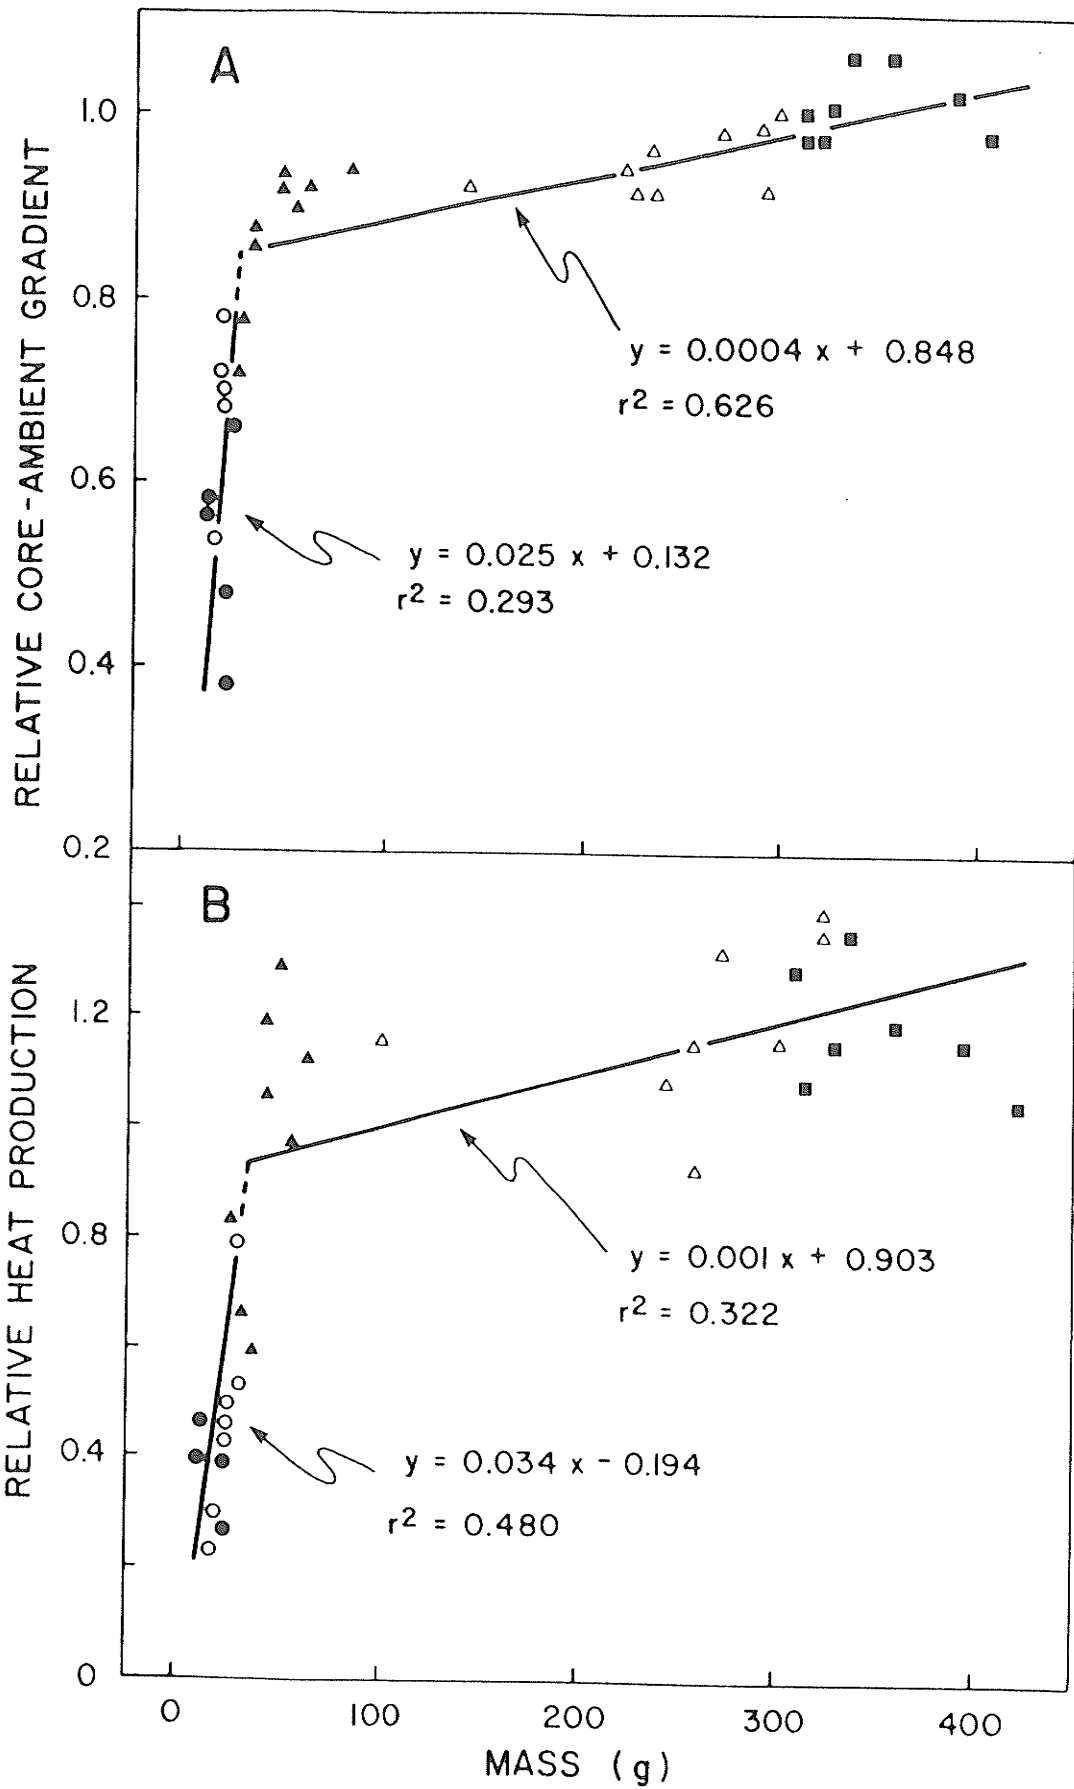 A
RELATIVE CORE-AMBIENT GRADIENT
1.0
0.8
0.6
0.4
0.2
y = 0.0004 x + 0.848
r² = 0.626
y = 0.025 x + 0.132
r² = 0.293
B
RELATIVE HEAT PRODUCTION
1.2
0.8
0.4
0
y = 0.001 x + 0.903
r² = 0.322
y = 0.034 x - 0.194
r² = 0.480
0 100 200 300 400
MASS (g)